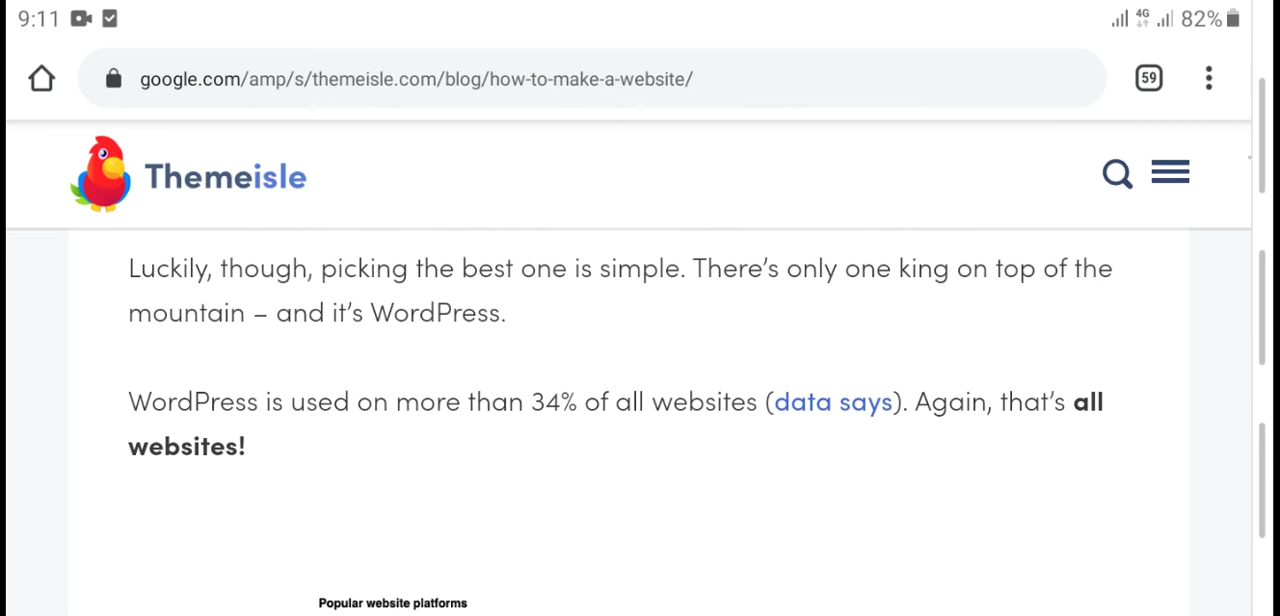 9:11 4G 82%
google.com/amp/s/themeisle.com/blog/how-to-make-a-website/ 59
Themeisle
Luckily, though, picking the best one is simple. There's only one king on top of the
mountain – and it's WordPress.
WordPress is used on more than 34% of all websites (data says). Again, that's all
websites!
Popular website platforms